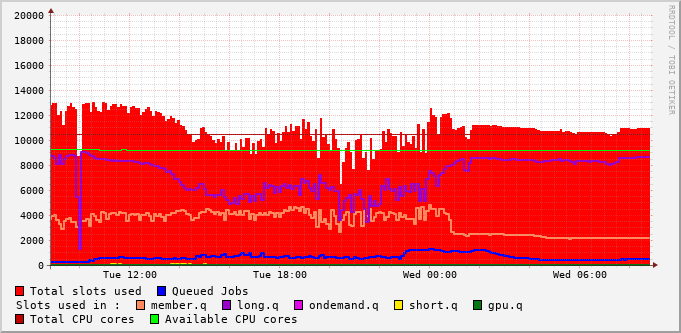 RRDTOOL / TOBI OETIKER
20000
18000
16000
14000
12000
10000
8000
6000
4000
2000
0
Tue 12:00 Tue 18:00 Wed 00:00 Wed 06:00
Total slots used Queued Jobs
Slots used in : member.q long.q ondemand.q short.q gpu.q
Total CPU cores Available CPU cores